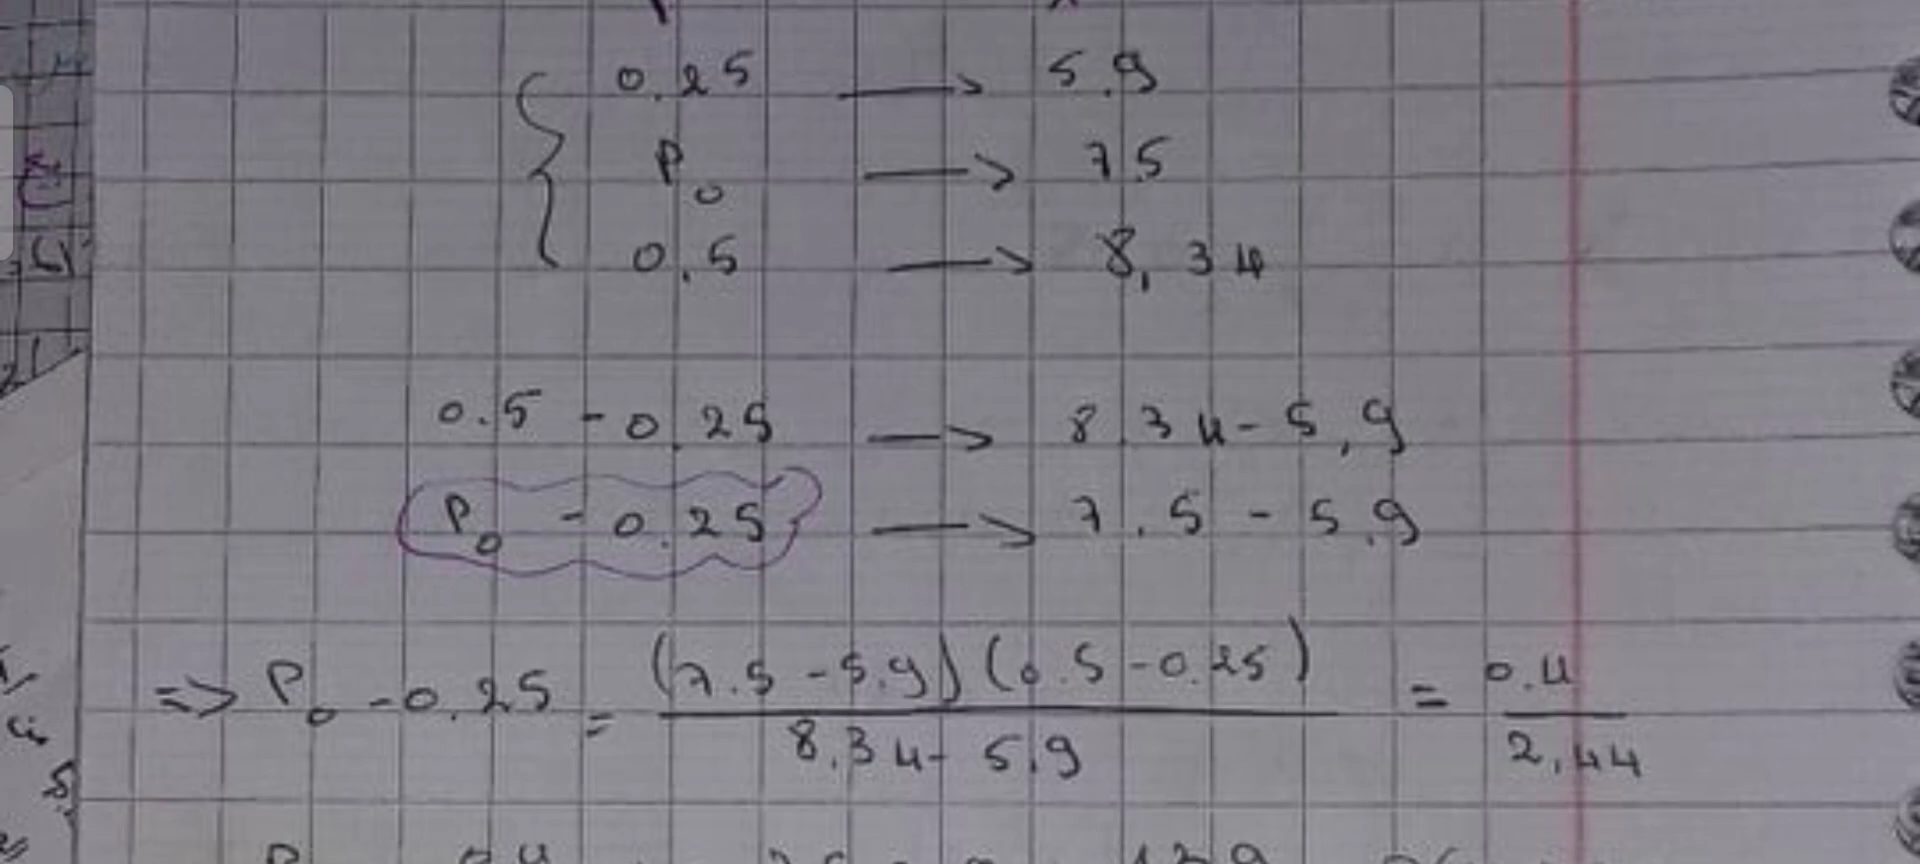 0.25 → 5.9
P₀ → 7.5
0.5 → 8,34
0.5 - 0.25 → 8.34 - 5,9
P₀ - 0.25 → 7.5 - 5.9
=> P₀ - 0.25 = (7.5 - 5.9)(0.5 - 0.25) / 8.34 - 5.9 = 0.4 / 2,44